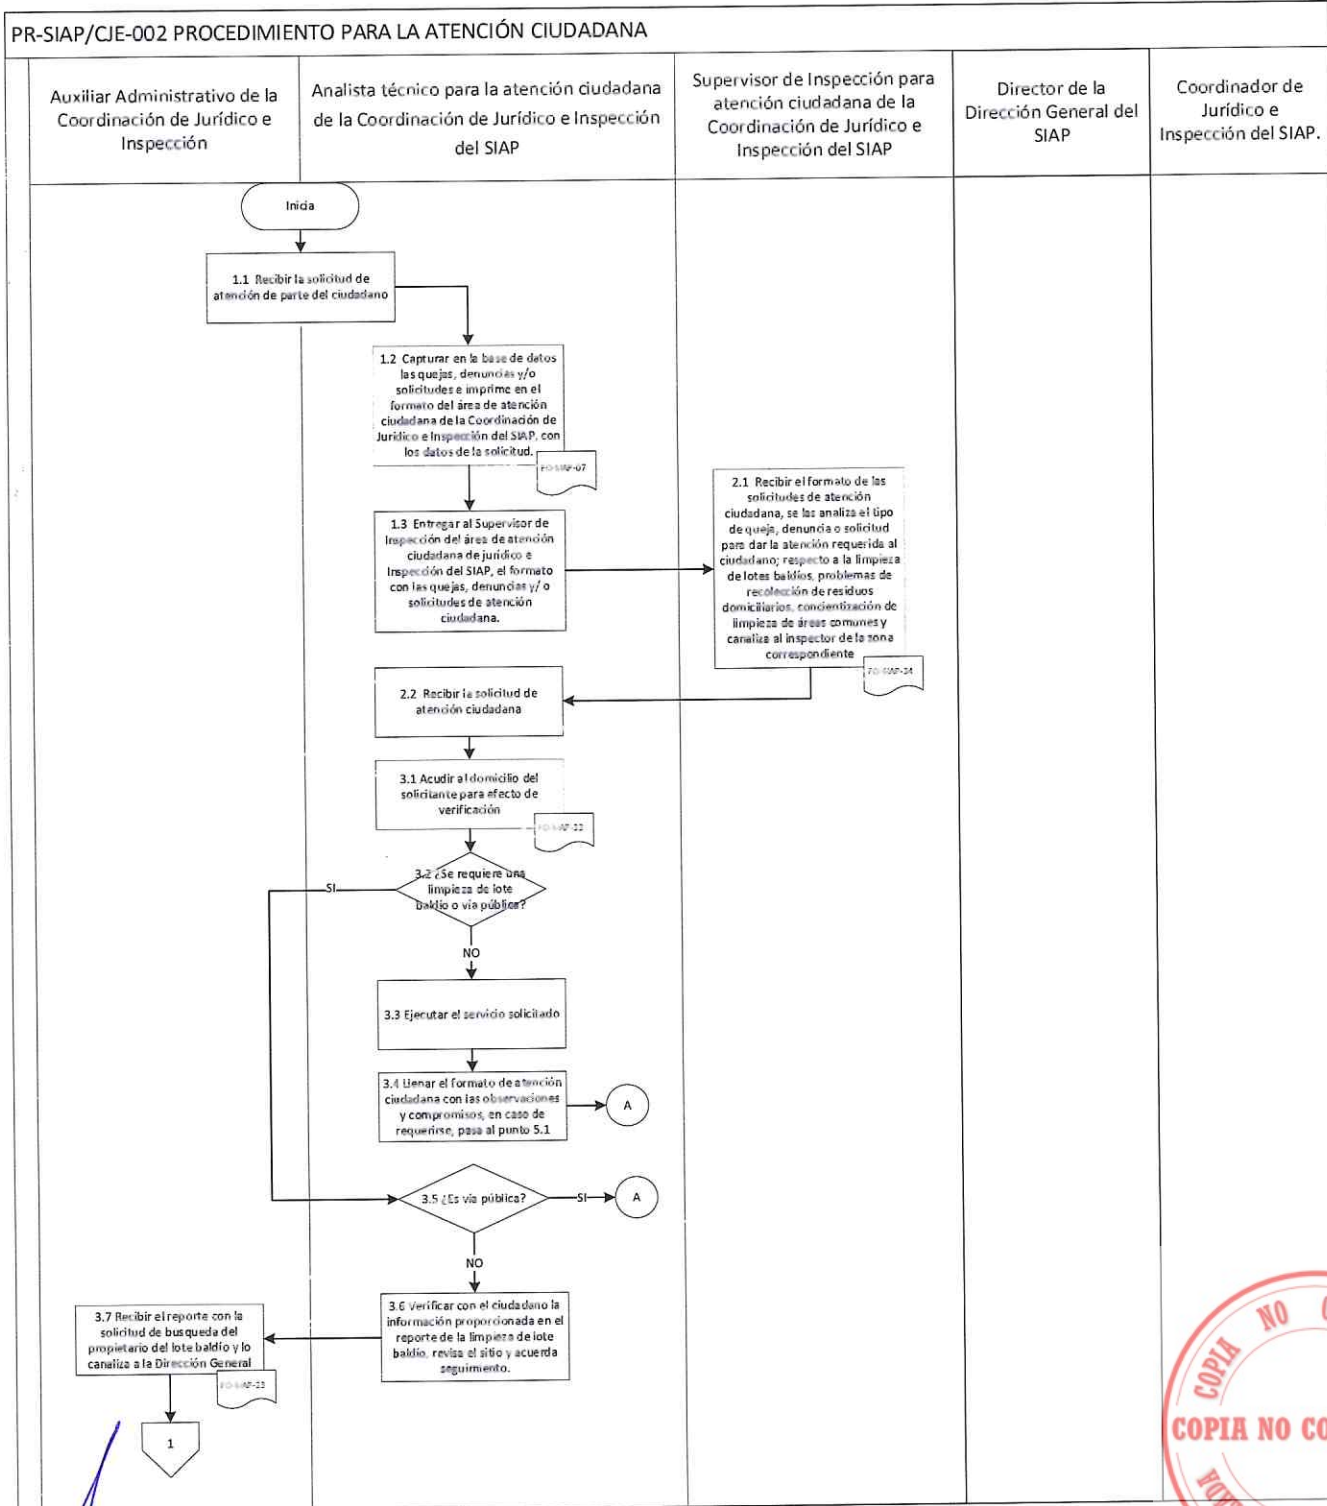 PR-SIAP/CJE-002 PROCEDIMIENTO PARA LA ATENCIÓN CIUDADANA
Auxiliar Administrativo de la
Coordinación de Jurídico e
Inspección
Analista técnico para la atención ciudadana
de la Coordinación de Jurídico e Inspección
del SIAP
Supervisor de Inspección para
atención ciudadana de la
Coordinación de Jurídico e
Inspección del SIAP
Director de la
Dirección General del
SIAP
Coordinador de
Jurídico e
Inspección del SIAP.
Inicia
1.1 Recibir la solicitud de
atención de parte del ciudadano
1.2 Capturar en la base de datos
las quejas, denuncias y/o
solicitudes e imprime en el
formato del área de atención
ciudadana de la Coordinación de
Jurídico e Inspección del SIAP, con
los datos de la solicitud.
FO-SIAP-07
1.3 Entregar al Supervisor de
Inspección del área de atención
ciudadana de jurídico e
Inspección del SIAP, el formato
con las quejas, denuncias y/ o
solicitudes de atención
ciudadana.
2.1 Recibir el formato de las
solicitudes de atención
ciudadana, se las analiza el tipo
de queja, denuncia o solicitud
para dar la atención requerida al
ciudadano; respecto a la limpieza
de lotes baldíos, problemas de
recolección de residuos
domiciliarios, concientización de
limpieza de áreas comunes y
canaliza al inspector de la zona
correspondiente
FO-SIAP-24
2.2 Recibir la solicitud de
atención ciudadana
3.1 Acudir al domicilio del
solicitante para efecto de
verificación
FO-SIAP-22
3.2 ¿Se requiere una
limpieza de lote
baldío o vía pública?
SI
NO
3.3 Ejecutar el servicio solicitado
3.4 Llenar el formato de atención
ciudadana con las observaciones
y compromisos, en caso de
requerirse, pasa al punto 5.1
A
3.5 ¿Es vía pública?
SI
A
NO
3.6 Verificar con el ciudadano la
información proporcionada en el
reporte de la limpieza de lote
baldío, revisa el sitio y acuerda
seguimiento.
3.7 Recibir el reporte con la
solicitud de busqueda del
propietario del lote baldío y lo
canaliza a la Dirección General
FO-SIAP-23
1
COPIA NO
COPIA NO CO